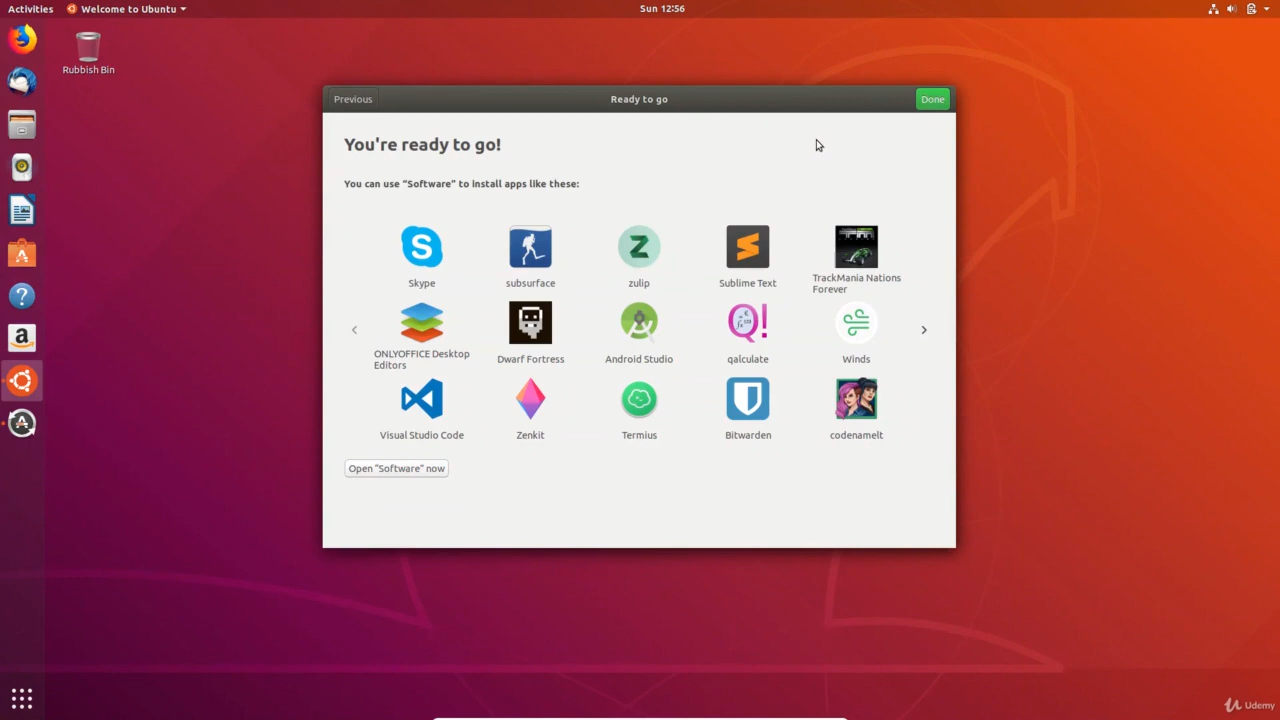 Activities Welcome to Ubuntu Sun 12:56
Rubbish Bin
Previous Ready to go Done
You're ready to go!
You can use “Software” to install apps like these:
Skype subsurface zulip Sublime Text TrackMania Nations
Forever
ONLYOFFICE Desktop
Editors Dwarf Fortress Android Studio qalculate Winds
Visual Studio Code Zenkit Termius Bitwarden codenamelt
Open “Software” now
Udemy